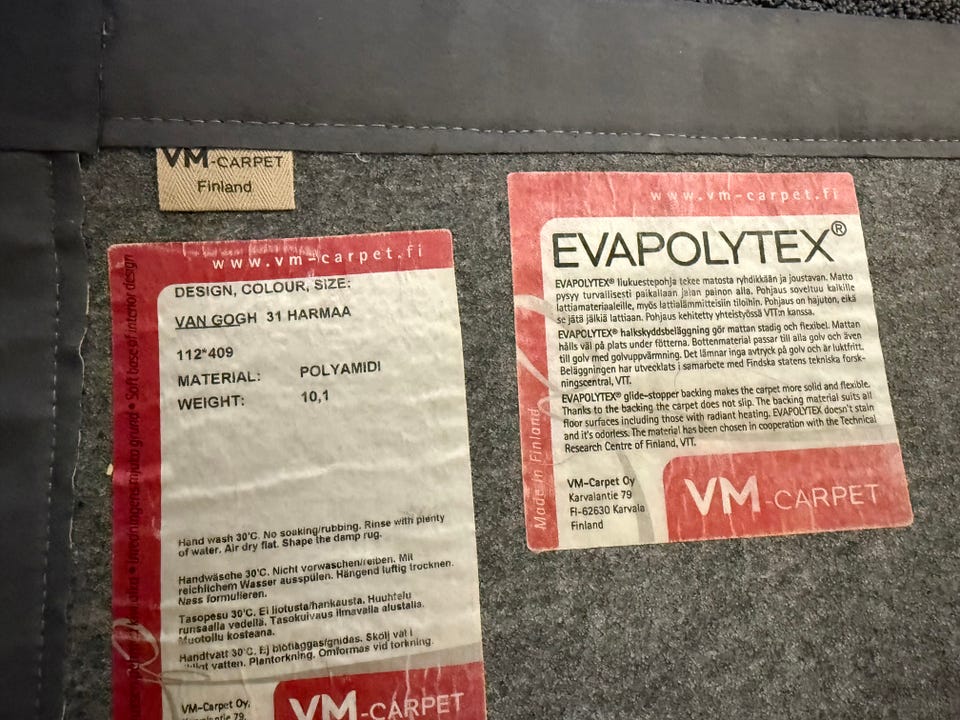 VM-CARPET
Finland
www.vm-carpet.fi
Soft base of interior design
DESIGN, COLOUR, SIZE:
VAN GOGH 31 HARMAA
112*409
MATERIAL: POLYAMIDI
WEIGHT: 10,1
Hand wash 30'C. No soaking/rubbing. Rinse with plenty
of water. Air dry flat. Shape the damp rug.
Handwäsche 30'C. Nicht vorwaschen/reiben. Mit
reichlichem Wasser ausspülen. Hängend luftig trocknen.
Nass formulieren.
Tasopesu 30'C. Ei liotusta/hankausta. Huuhtelu
runsaalla vedellä. Tasokuivaus ilmavalla alustalla.
Muotoilu kosteana.
Handtvätt 30'C. Ej
vatten. Plantorkning. Omformas vid torkning.
VM-Carpet Oy,
Karvalantie 79,
VM-CARPET
www.vm-carpet.fi
EVAPOLYTEX®
EVAPOLYTEX® liukuestepohja tekee matosta ryhdikkään ja joustavan. Matto
pysyy turvallisesti paikallaan jalan painon alla. Pohjaus soveltuu kaikille
lattiamateriaaleille, myös lattialämmitteisiin tiloihin. Pohjaus on hajuton, eikä
se jätä jälkiä lattiaan. Pohjaus kehitetty yhteistyössä VTT:n kanssa.
EVAPOLYTEX® halkskyddsbeläggning gör mattan stadig och flexibel. Mattan
hålls väl på plats under fötterna. Bottenmaterial passar till alla golv och även
till golv med golvuppvärmning. Det lämnar inga avtryck på golv och är luktfritt.
Beläggningen har utvecklats i samarbete med Findska statens tekniska forsk-
ningscentral, VTT.
EVAPOLYTEX® glide-stopper backing makes the carpet more solid and flexible.
Thanks to the backing the carpet does not slip. The backing material suits all
floor surfaces including those with radiant heating. EVAPOLYTEX doesn't stain
and it's odorless. The material has been chosen in cooperation with the Technical
Research Centre of Finland, VTT.
Made in Finland
VM-Carpet Oy
Karvalantie 79
FI-62630 Karvala
Finland
VM-CARPET